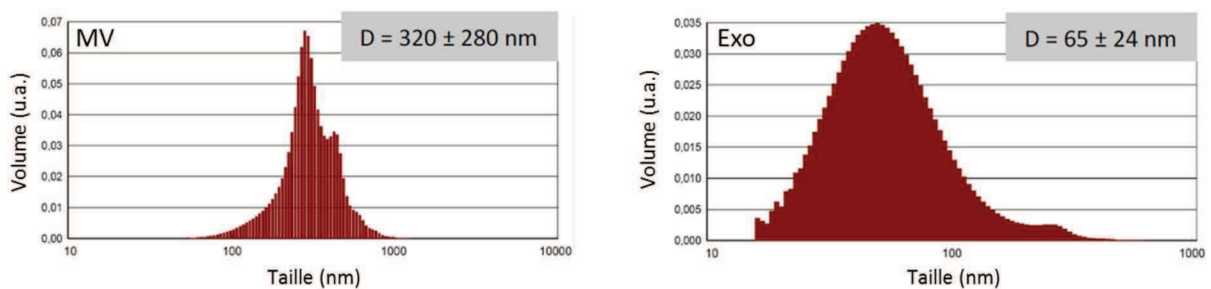 MV
D = 320 ± 280 nm
0,07
0,06
0,05
0,04
0,03
0,02
0,01
0,00
Volume (u.a.)
10
100
1000
10000
Taille (nm)
Exo
D = 65 ± 24 nm
0,035
0,030
0,025
0,020
0,015
0,010
0,005
0,000
Volume (u.a.)
10
100
1000
Taille (nm)